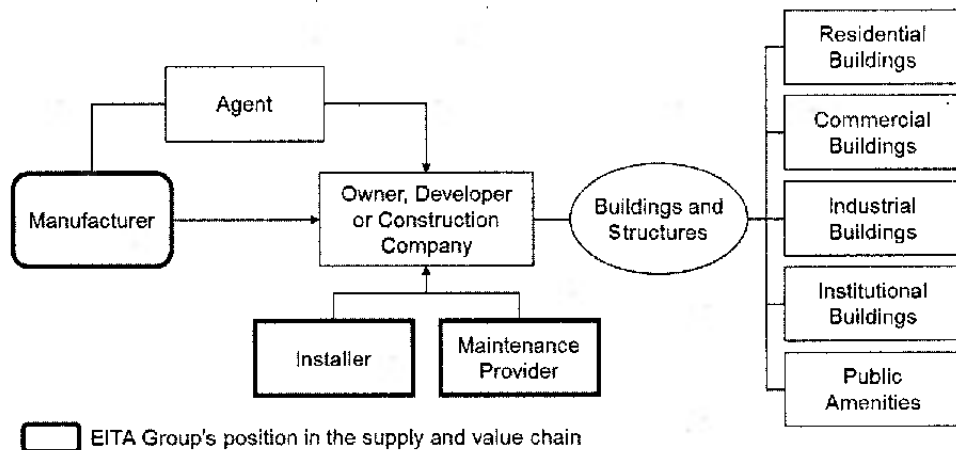 Agent
Manufacturer
Owner, Developer
or Construction
Company
Installer
Maintenance
Provider
Buildings and
Structures
Residential
Buildings
Commercial
Buildings
Industrial
Buildings
Institutional
Buildings
Public
Amenities
EITA Group's position in the supply and value chain